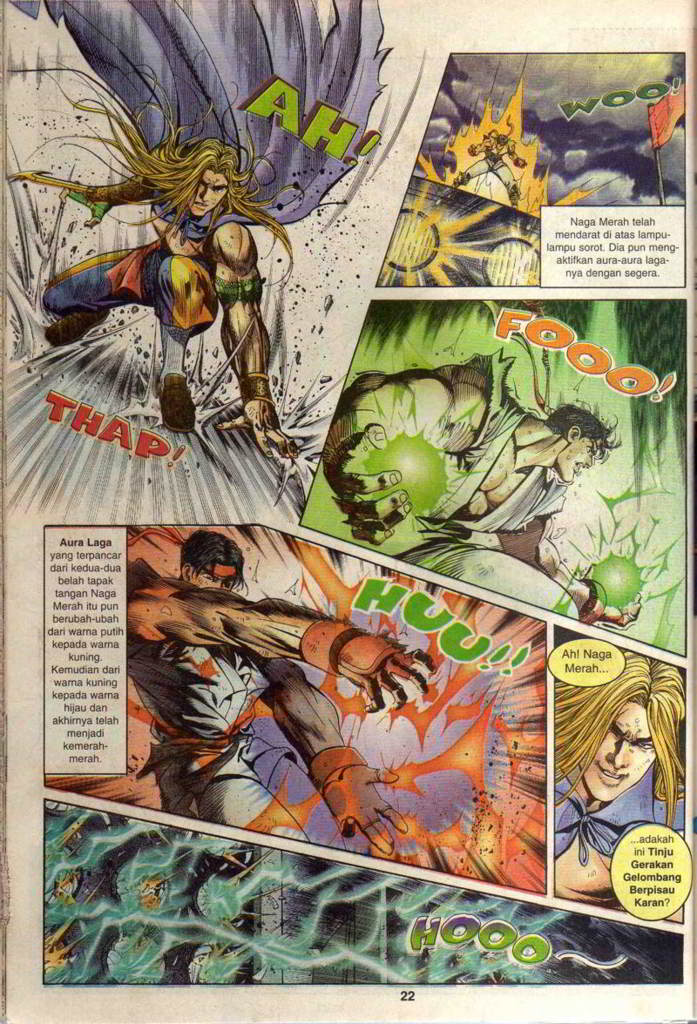 AH!
WOO!
Naga Merah telah
mendarat di atas lampu-
lampu sorot. Dia pun meng-
aktifkan aura-aura laga-
nya dengan segera.
THAP!
FOOO!
Aura Laga
yang terpancar
dari kedua-dua
belah tapak
tangan Naga
Merah itu pun
berubah-ubah
dari warna putih
kepada warna
kuning.
Kemudian dari
warna kuning
kepada warna
hijau dan
akhirnya telah
menjadi
kemerah-
merah.
HUU!!
Ah! Naga
Merah...
...adakah
ini Tinju
Gerakan
Gelombang
Berpisau
Karan?
HOOO~
22